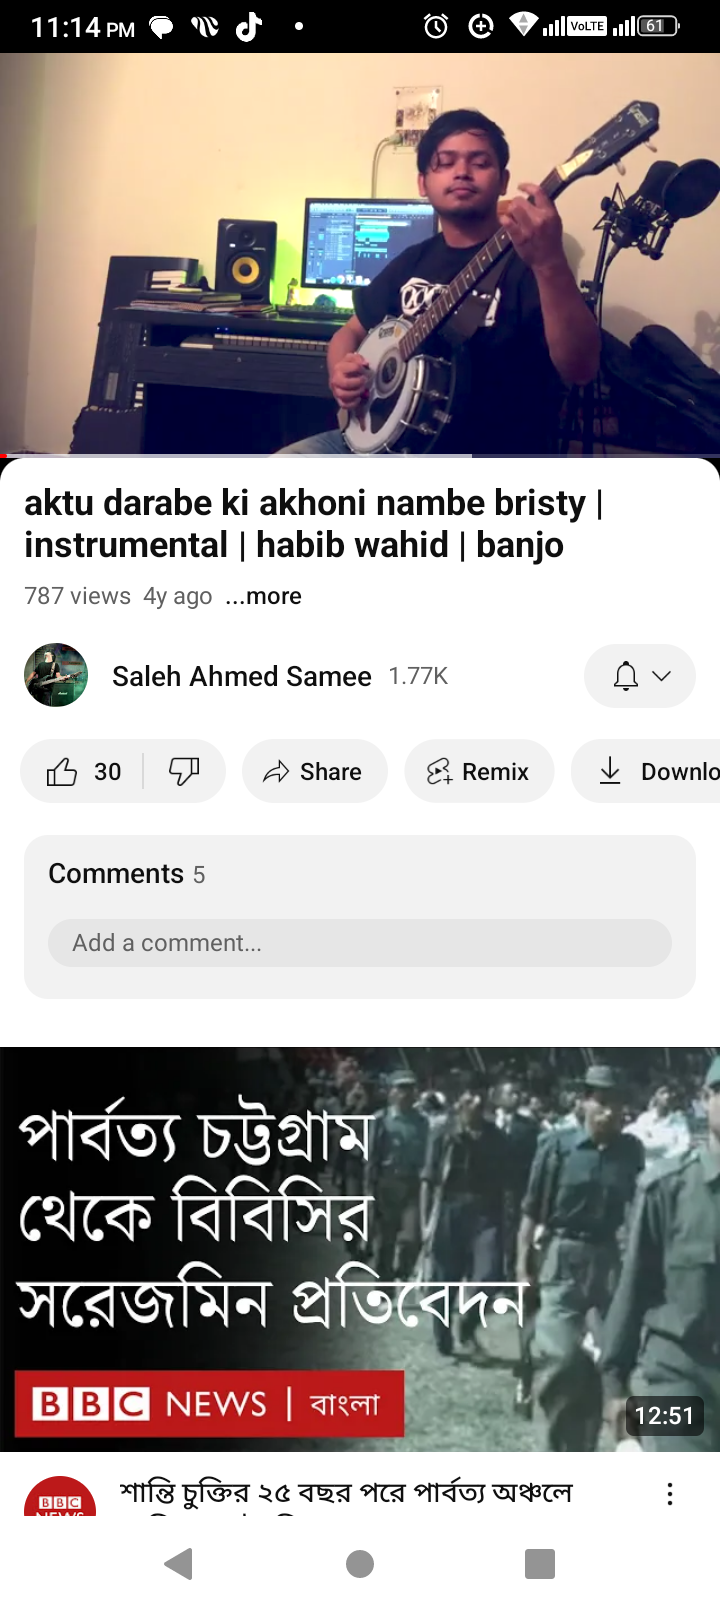 11:14 PM VoLTE 61
aktu darabe ki akhoni nambe bristy |
instrumental | habib wahid | banjo
787 views 4y ago ...more
Saleh Ahmed Samee 1.77K
30 Share Remix Downlo
Comments 5
Add a comment...
পার্বত্য চট্টগ্রাম
থেকে বিবিসির
সরেজমিন প্রতিবেদন
BBC NEWS | বাংলা
12:51
শান্তি চুক্তির ২৫ বছর পরে পার্বত্য অঞ্চলে
BBC
NEWS